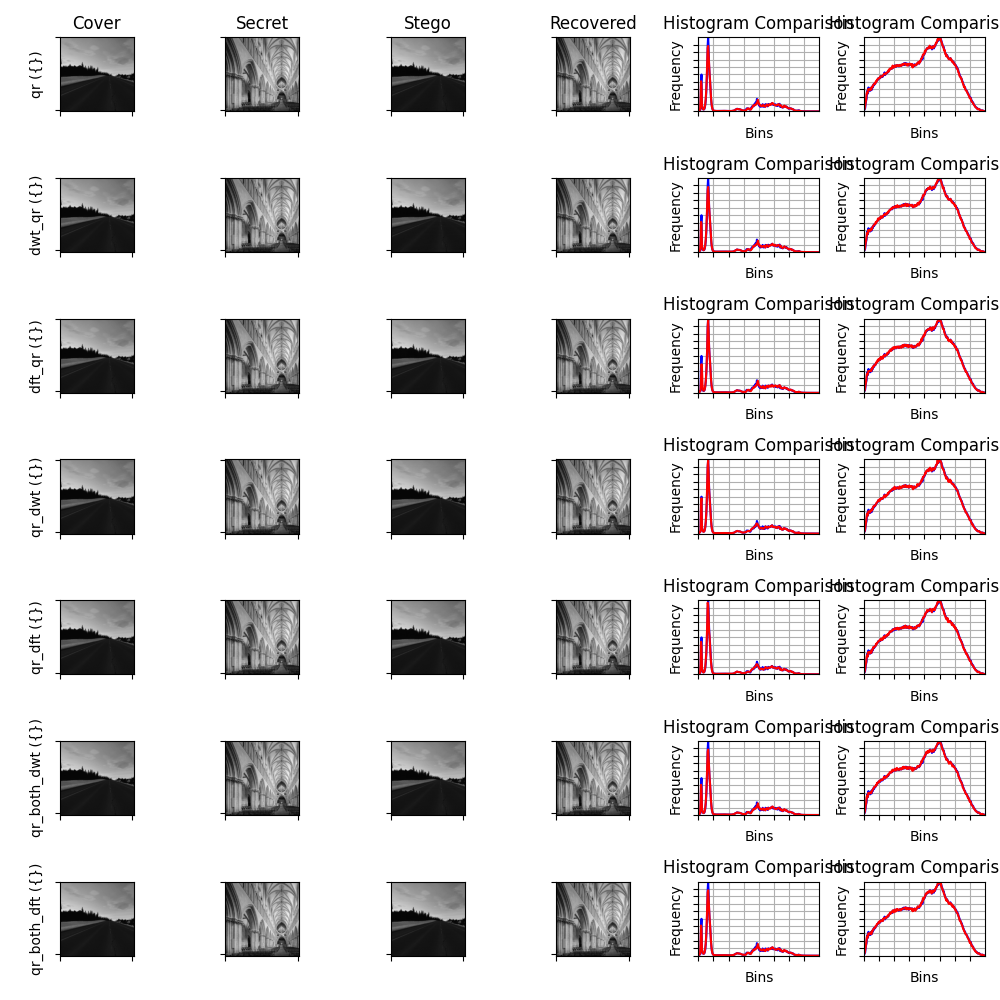 Cover Secret Stego Recovered Histogram Comparison Histogram Comparis
qr ({}) Frequency Frequency
Bins Bins
Histogram Comparison Histogram Comparis
dwt_qr ({}) Frequency Frequency
Bins Bins
Histogram Comparison Histogram Comparis
dft_qr ({}) Frequency Frequency
Bins Bins
Histogram Comparison Histogram Comparis
qr_dwt ({}) Frequency Frequency
Bins Bins
Histogram Comparison Histogram Comparis
qr_dft ({}) Frequency Frequency
Bins Bins
Histogram Comparison Histogram Comparis
qr_both_dwt ({}) Frequency Frequency
Bins Bins
Histogram Comparison Histogram Comparis
qr_both_dft ({}) Frequency Frequency
Bins Bins